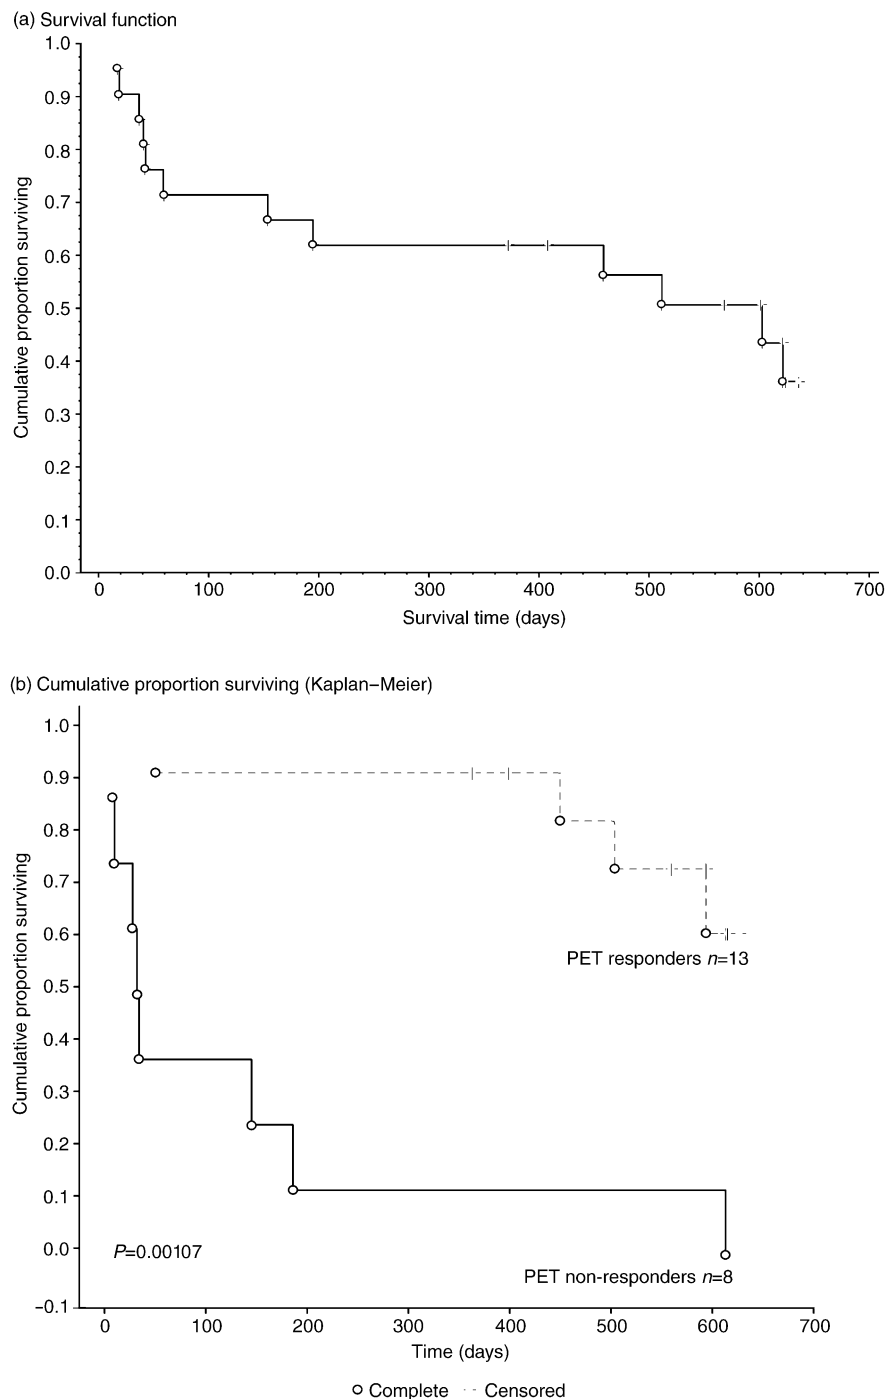 (a) Survival function
Cumulative proportion surviving
1.0
0.9
0.8
0.7
0.6
0.5
0.4
0.3
0.2
0.1
0.0
0 100 200 300 400 500 600 700
Survival time (days)
(b) Cumulative proportion surviving (Kaplan–Meier)
Cumulative proportion surviving
1.0
0.9
0.8
0.7
0.6
0.5
0.4
0.3
0.2
0.1
0.0
–0.1
PET responders n=13
P=0.00107
PET non-responders n=8
0 100 200 300 400 500 600 700
Time (days)
Complete Censored